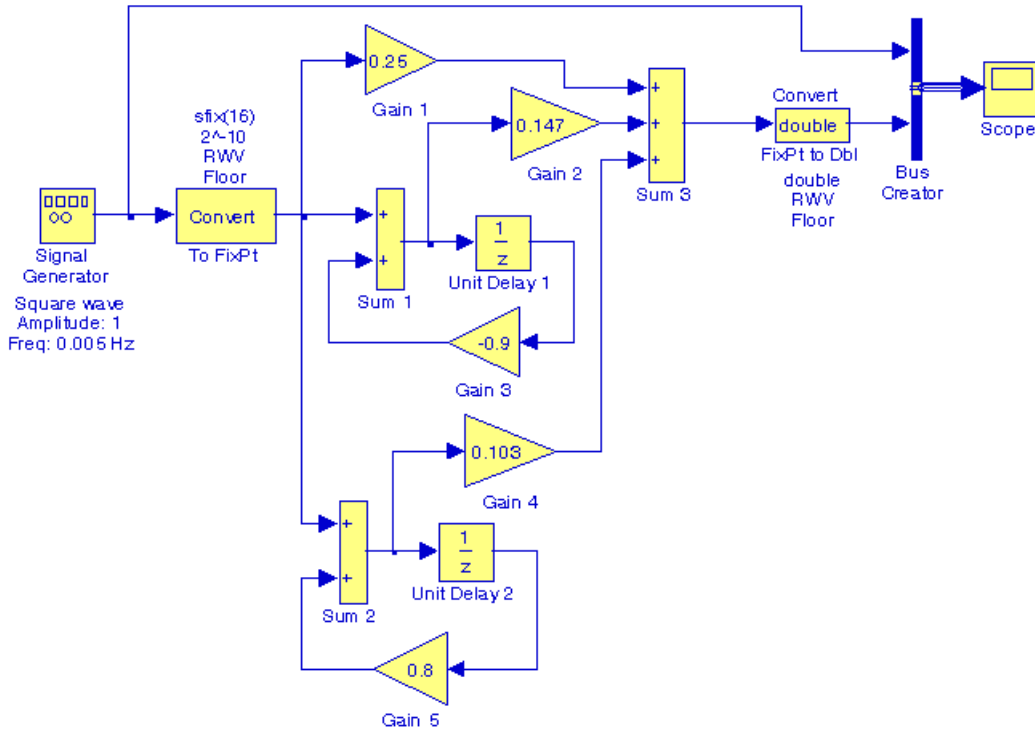 0.25
Gain 1
sfix(16)
2^-10
RWV
Floor
0.147
Gain 2
+
+
+
Sum 3
Convert
double
FixPt to Dbl
double
RWV
Floor
Bus
Creator
Scope
Signal
Generator
Square wave
Amplitude: 1
Freq: 0.005 Hz
Convert
To FixPt
+
+
Sum 1
1
z
Unit Delay 1
-0.9
Gain 3
0.103
Gain 4
+
+
Sum 2
1
z
Unit Delay 2
0.8
Gain 5